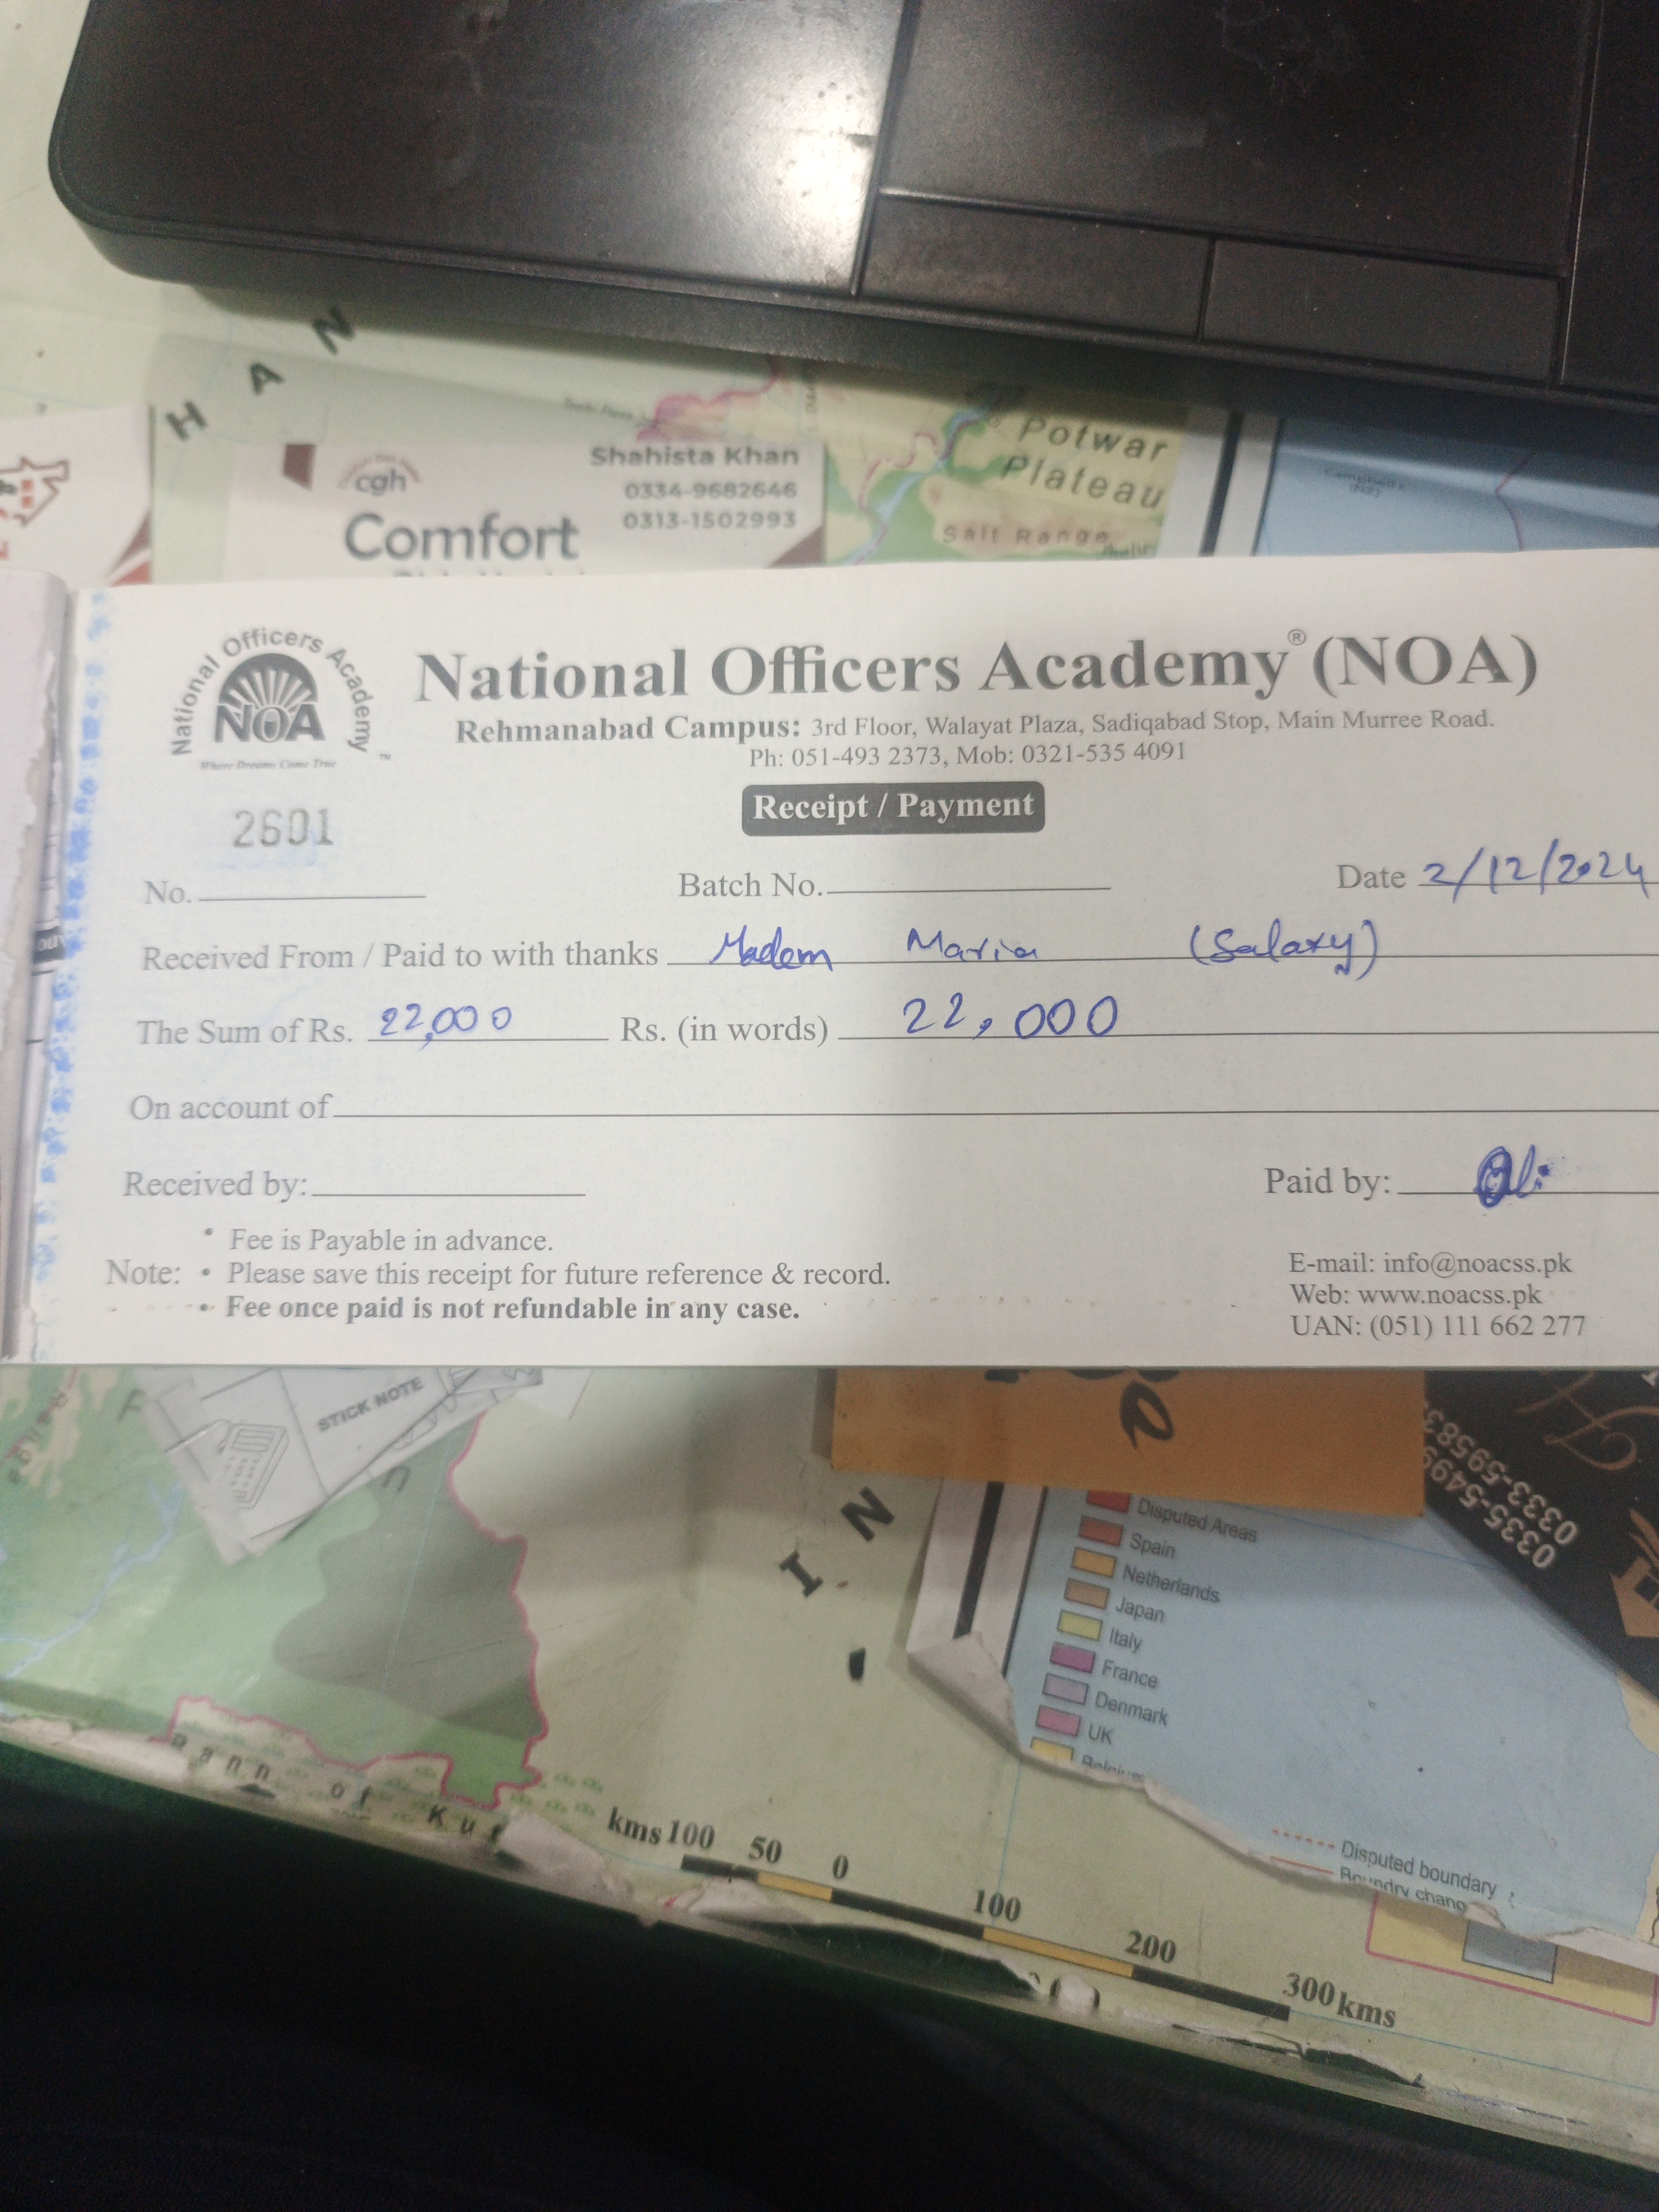 H A N
Potwar
Plateau
Salt Range
Shahista Khan
cgh
0334-9682646
0313-1502993
Comfort
National Officers Academy
NOA
TM
Where Dreams Come True
National Officers Academy® (NOA)
Rehmanabad Campus: 3rd Floor, Walayat Plaza, Sadiqabad Stop, Main Murree Road.
Ph: 051-493 2373, Mob: 0321-535 4091
Receipt / Payment
2601
No. Batch No. Date 2/12/2024
Received From / Paid to with thanks Madem Maria (Salary)
The Sum of Rs. 22,000 Rs. (in words) 22,000
On account of
Received by: Paid by: Ali
• Fee is Payable in advance.
Note: • Please save this receipt for future reference & record.
• Fee once paid is not refundable in any case.
E-mail: info@noacss.pk
Web: www.noacss.pk
UAN: (051) 111 662 277
STICK NOTE
I N
Disputed Areas
Spain
Netherlands
Japan
Italy
France
Denmark
UK
Disputed boundary
Rann of Kut
kms 100 50 0 100 200 300 kms